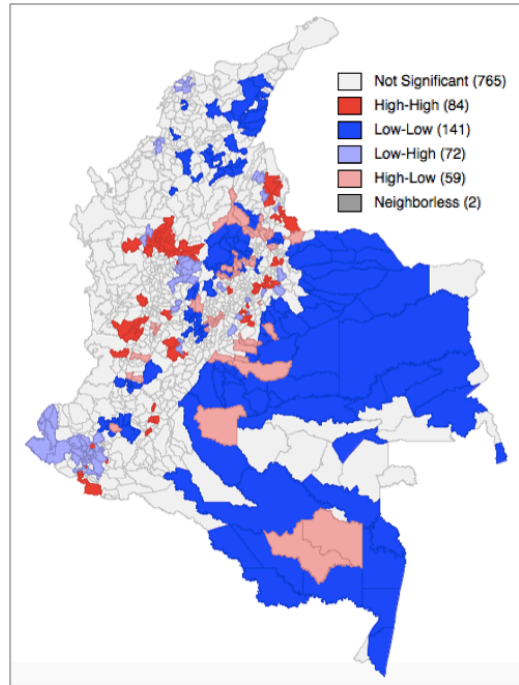 Not Significant (765)
High-High (84)
Low-Low (141)
Low-High (72)
High-Low (59)
Neighborless (2)